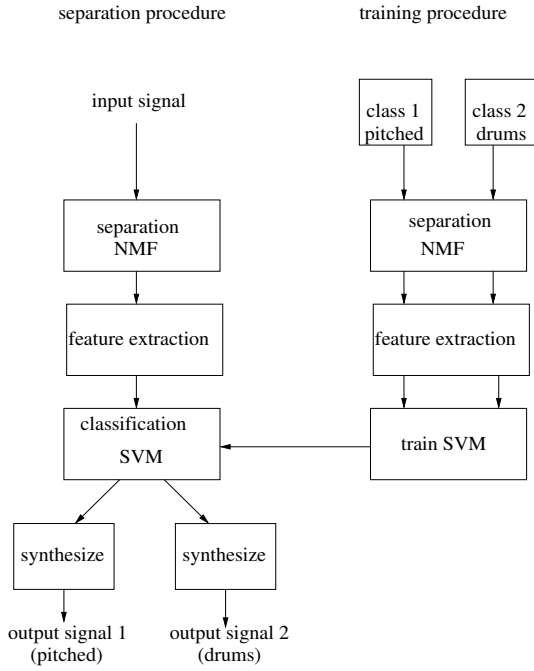 separation procedure
training procedure
input signal
class 1
pitched
class 2
drums
separation
NMF
separation
NMF
feature extraction
feature extraction
classification
SVM
train SVM
synthesize
synthesize
output signal 1
(pitched)
output signal 2
(drums)